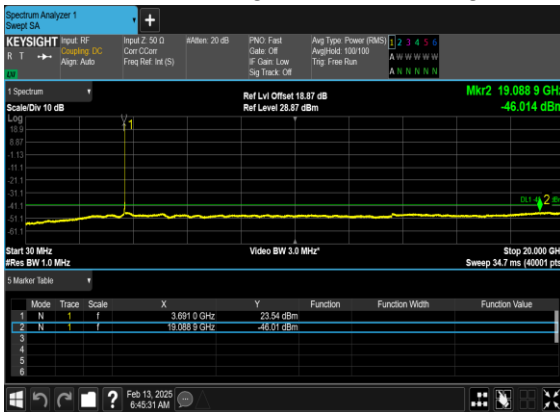 Spectrum Analyzer 1
Swept SA
KEYSIGHT Input: RF Input Z: 50 Ω #Atten: 20 dB PNO: Fast Avg Type: Power (RMS) 1 2 3 4 5 6
R T Coupling: DC Corr CCorr Gate: Off Avg|Hold: 100/100 A W W W W W
Align: Auto Freq Ref: Int (S) IF Gain: Low Trig: Free Run
Sig Track: Off A N N N N N
1 Spectrum Ref Lvl Offset 18.87 dB Mkr2 19.088 9 GHz
Scale/Div 10 dB Ref Level 28.87 dBm -46.014 dBm
Log
18.9
8.87
-1.13
-11.1
-21.1
-31.1
-41.1
-51.1
-61.1
1
DL1 2
Start 30 MHz Video BW 3.0 MHz* Stop 20.000 GH
#Res BW 1.0 MHz Sweep 34.7 ms (40001 pts
5 Marker Table
Mode Trace Scale X Y Function Function Width Function Value
1 N 1 f 3.691 0 GHz 23.54 dBm
2 N 1 f 19.088 9 GHz -46.01 dBm
3
4
5
6
Feb 13, 2025
6:45:31 AM